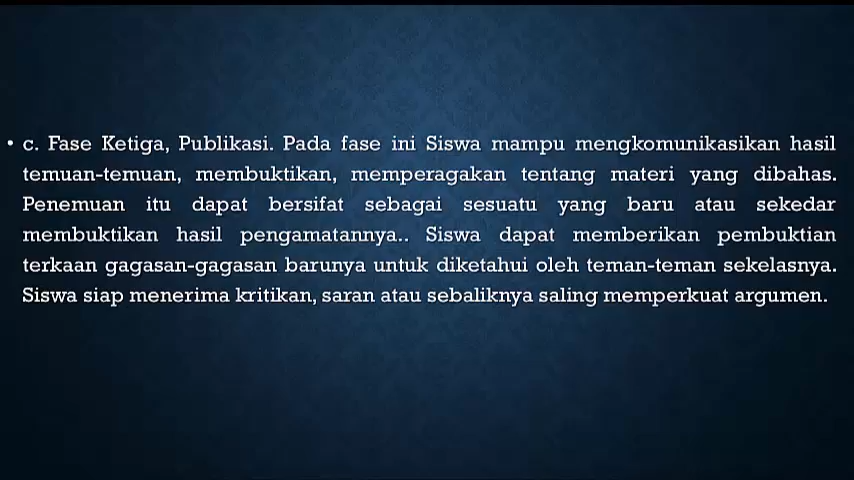 • c. Fase Ketiga, Publikasi. Pada fase ini Siswa mampu mengkomunikasikan hasil
temuan-temuan, membuktikan, memperagakan tentang materi yang dibahas.
Penemuan itu dapat bersifat sebagai sesuatu yang baru atau sekedar
membuktikan hasil pengamatannya.. Siswa dapat memberikan pembuktian
terkaan gagasan-gagasan barunya untuk diketahui oleh teman-teman sekelasnya.
Siswa siap menerima kritikan, saran atau sebaliknya saling memperkuat argumen.